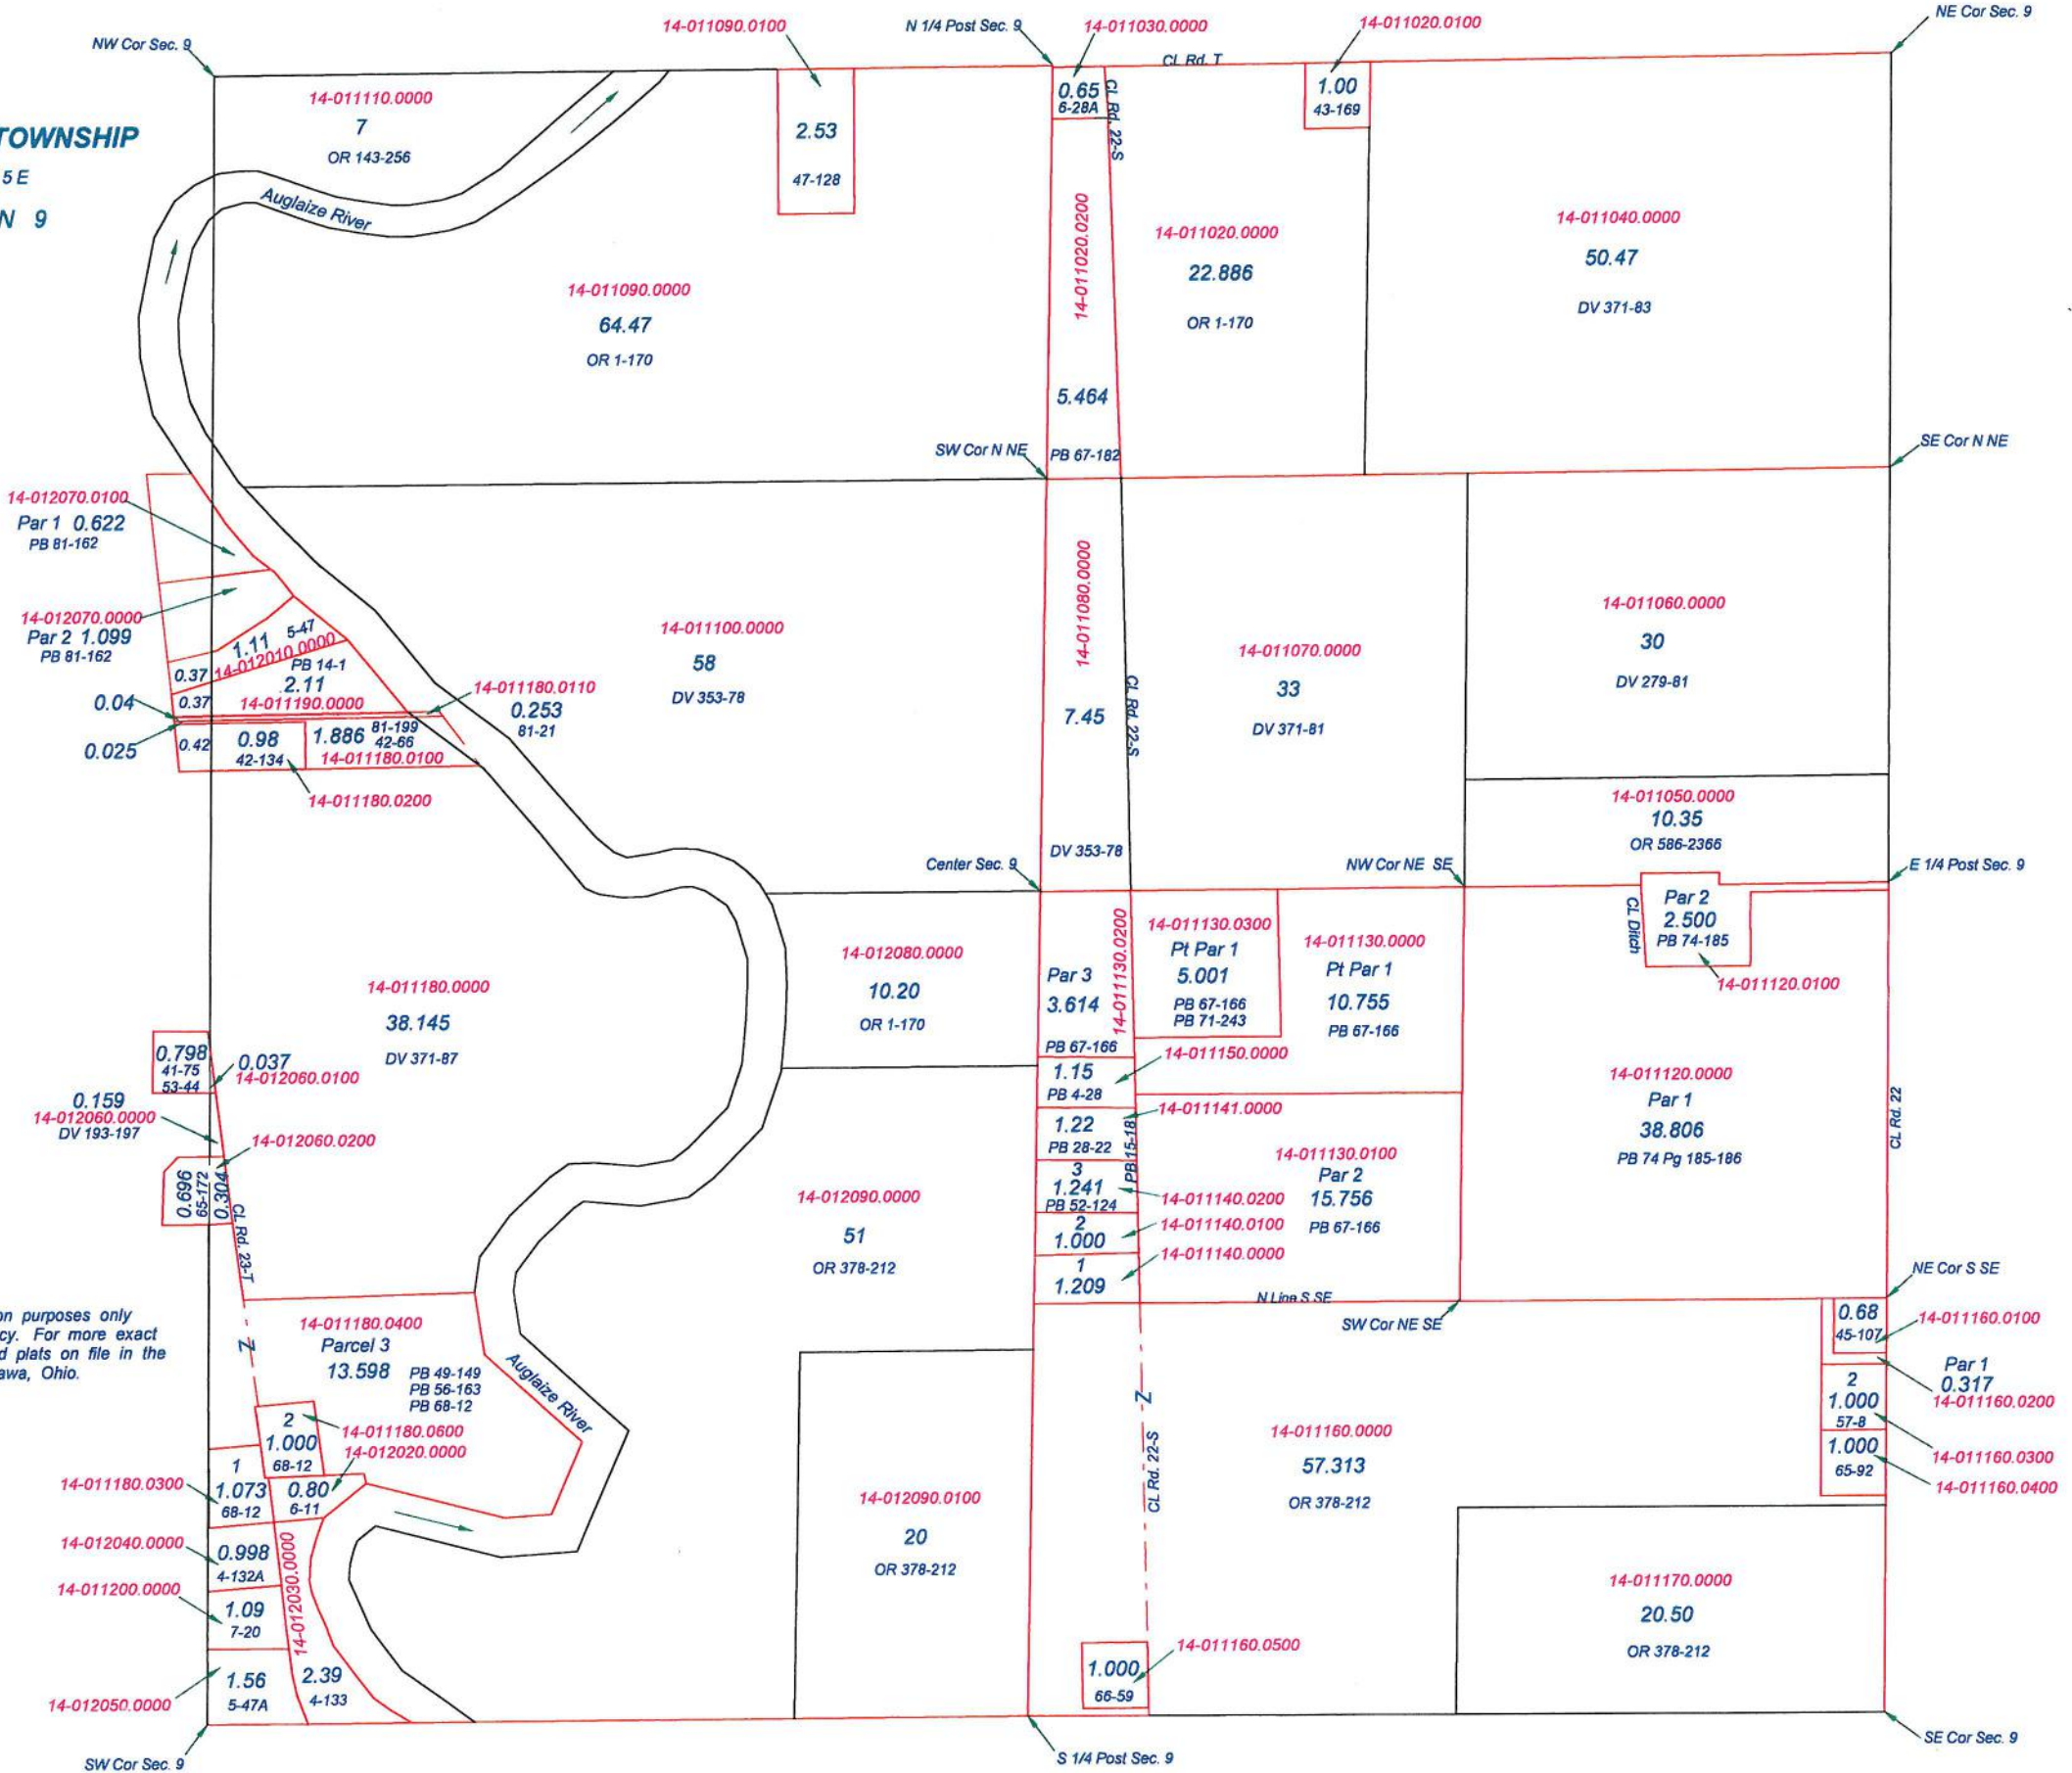 NW Cor Sec. 9
14-011090.0100
N 1/4 Post Sec. 9
14-011030.0000
14-011020.0100
NE Cor Sec. 9
TOWNSHIP
5 E
N 9
14-011110.0000
7
OR 143-256
Auglaize River
2.53
47-128
0.65
6-28A
CL Rd. T
CL Rd. 22-S
1.00
43-169
14-011090.0000
64.47
OR 1-170
14-011020.0200
5.464
PB 67-182
14-011020.0000
22.886
OR 1-170
14-011040.0000
50.47
DV 371-83
SW Cor N NE
SE Cor N NE
14-012070.0100
Par 1 0.622
PB 81-162
14-012070.0000
Par 2 1.099
PB 81-162
1.11 5-47
14-012010.0000
0.37
PB 14-1
2.11
0.37
14-011190.0000
0.04
0.025
14-011180.0110
0.253
81-21
0.42
0.98
42-134
1.886 81-199
42-66
14-011180.0100
14-011180.0200
14-011100.0000
58
DV 353-78
14-011080.0000
7.45
DV 353-78
CL Rd. 22-S
14-011070.0000
33
DV 371-81
14-011060.0000
30
DV 279-81
14-011050.0000
10.35
OR 586-2366
Center Sec. 9
NW Cor NE SE
E 1/4 Post Sec. 9
CL Ditch
Par 2
2.500
PB 74-185
14-011120.0100
14-011180.0000
38.145
DV 371-87
14-012080.0000
10.20
OR 1-170
Par 3
3.614
PB 67-166
14-011130.0200
14-011130.0300
Pt Par 1
5.001
PB 67-166
PB 71-243
14-011130.0000
Pt Par 1
10.755
PB 67-166
0.798
41-75
53-44
0.037
14-012060.0100
0.159
14-012060.0000
DV 193-197
14-012060.0200
0.696
65-172
0.304
CL Rd. 23-T
1.15
PB 4-28
14-011150.0000
1.22
PB 28-22
14-011141.0000
PB 15-18
3
1.241
PB 52-124
14-011140.0200
2
1.000
14-011140.0100
1
1.209
14-011140.0000
14-011130.0100
Par 2
15.756
PB 67-166
14-011120.0000
Par 1
38.806
PB 74 Pg 185-186
CL Rd. 22
14-012090.0000
51
OR 378-212
N Line S SE
SW Cor NE SE
NE Cor S SE
on purposes only
cy. For more exact
d plats on file in the
awa, Ohio.
14-011180.0400
Parcel 3
13.598
PB 49-149
PB 56-163
PB 68-12
Z
Auglaize River
2
1.000
68-12
14-011180.0600
14-012020.0000
1
1.073
68-12
14-011180.0300
0.80
6-11
14-012040.0000
0.998
4-132A
14-011200.0000
1.09
7-20
14-012030.0000
2.39
4-133
1.56
5-47A
14-012050.0000
14-012090.0100
20
OR 378-212
Z
CL Rd. 22-S
14-011160.0000
57.313
OR 378-212
0.68
45-107
14-011160.0100
Par 1
0.317
14-011160.0200
2
1.000
57-8
14-011160.0300
1.000
65-92
14-011160.0400
14-011170.0000
20.50
OR 378-212
1.000
66-59
14-011160.0500
SW Cor Sec. 9
S 1/4 Post Sec. 9
SE Cor Sec. 9